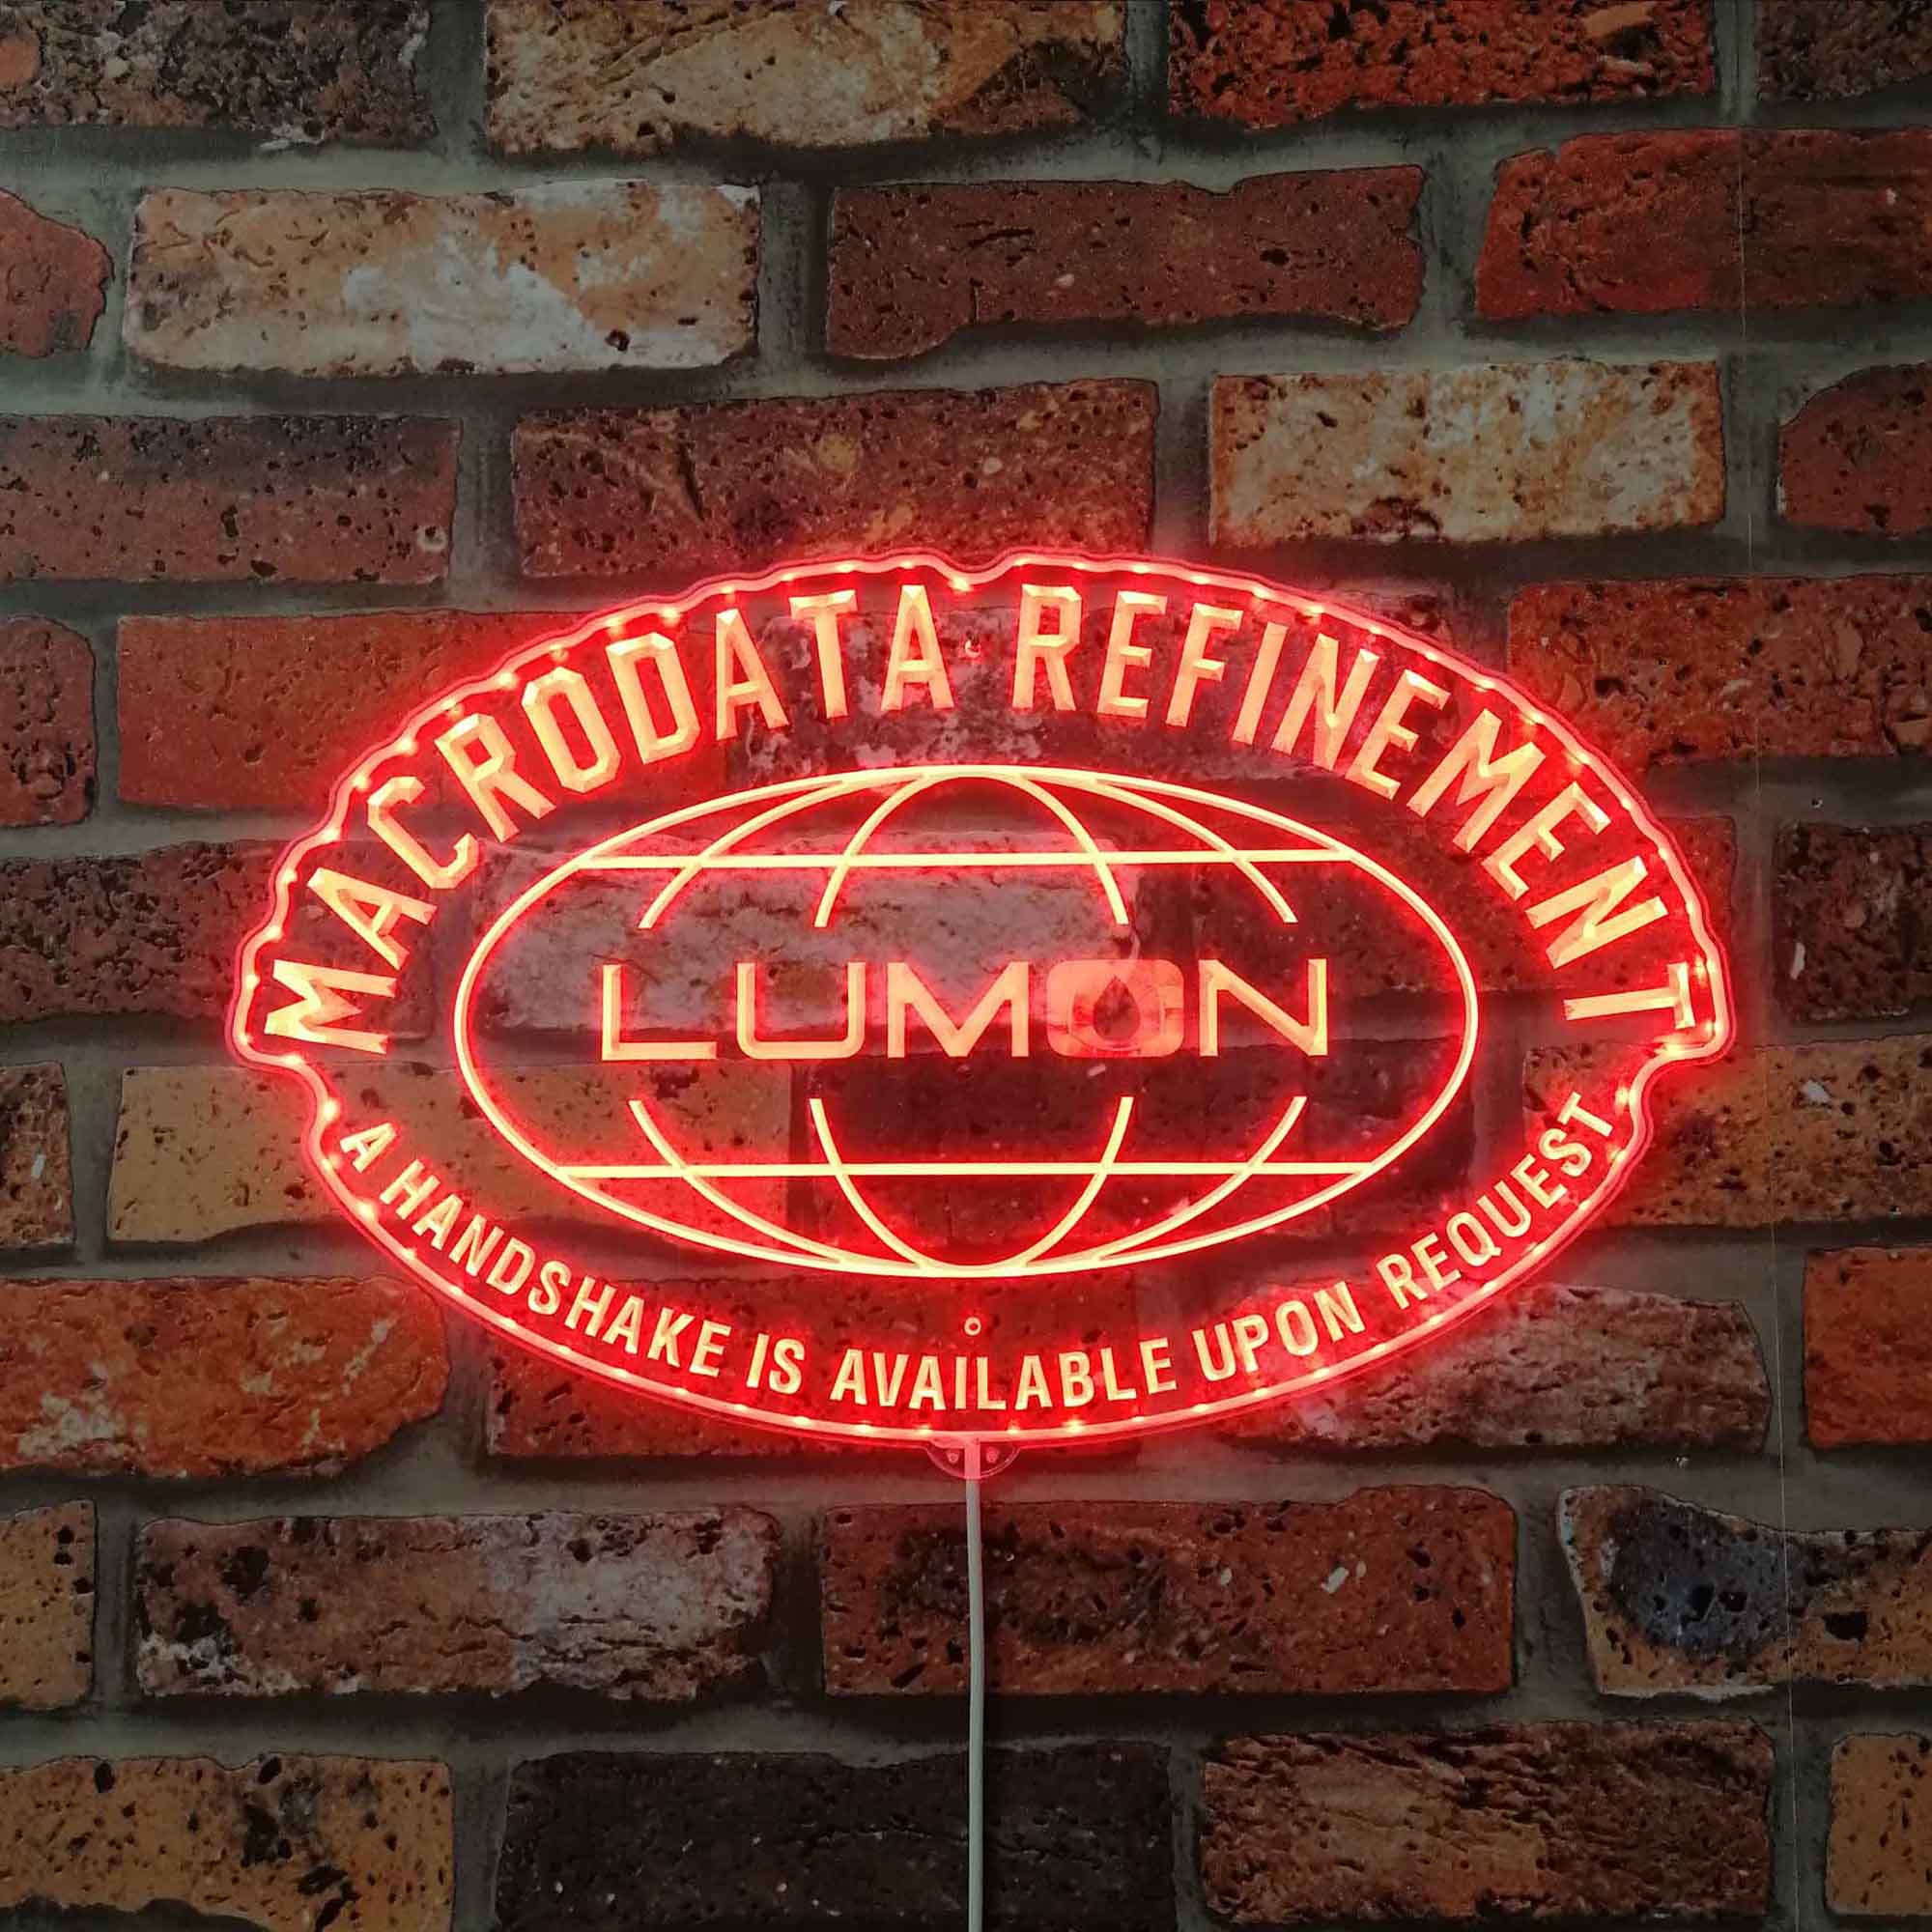 MACRODATA REFINEMENT
LUMON
A HANDSHAKE IS AVAILABLE UPON REQUEST